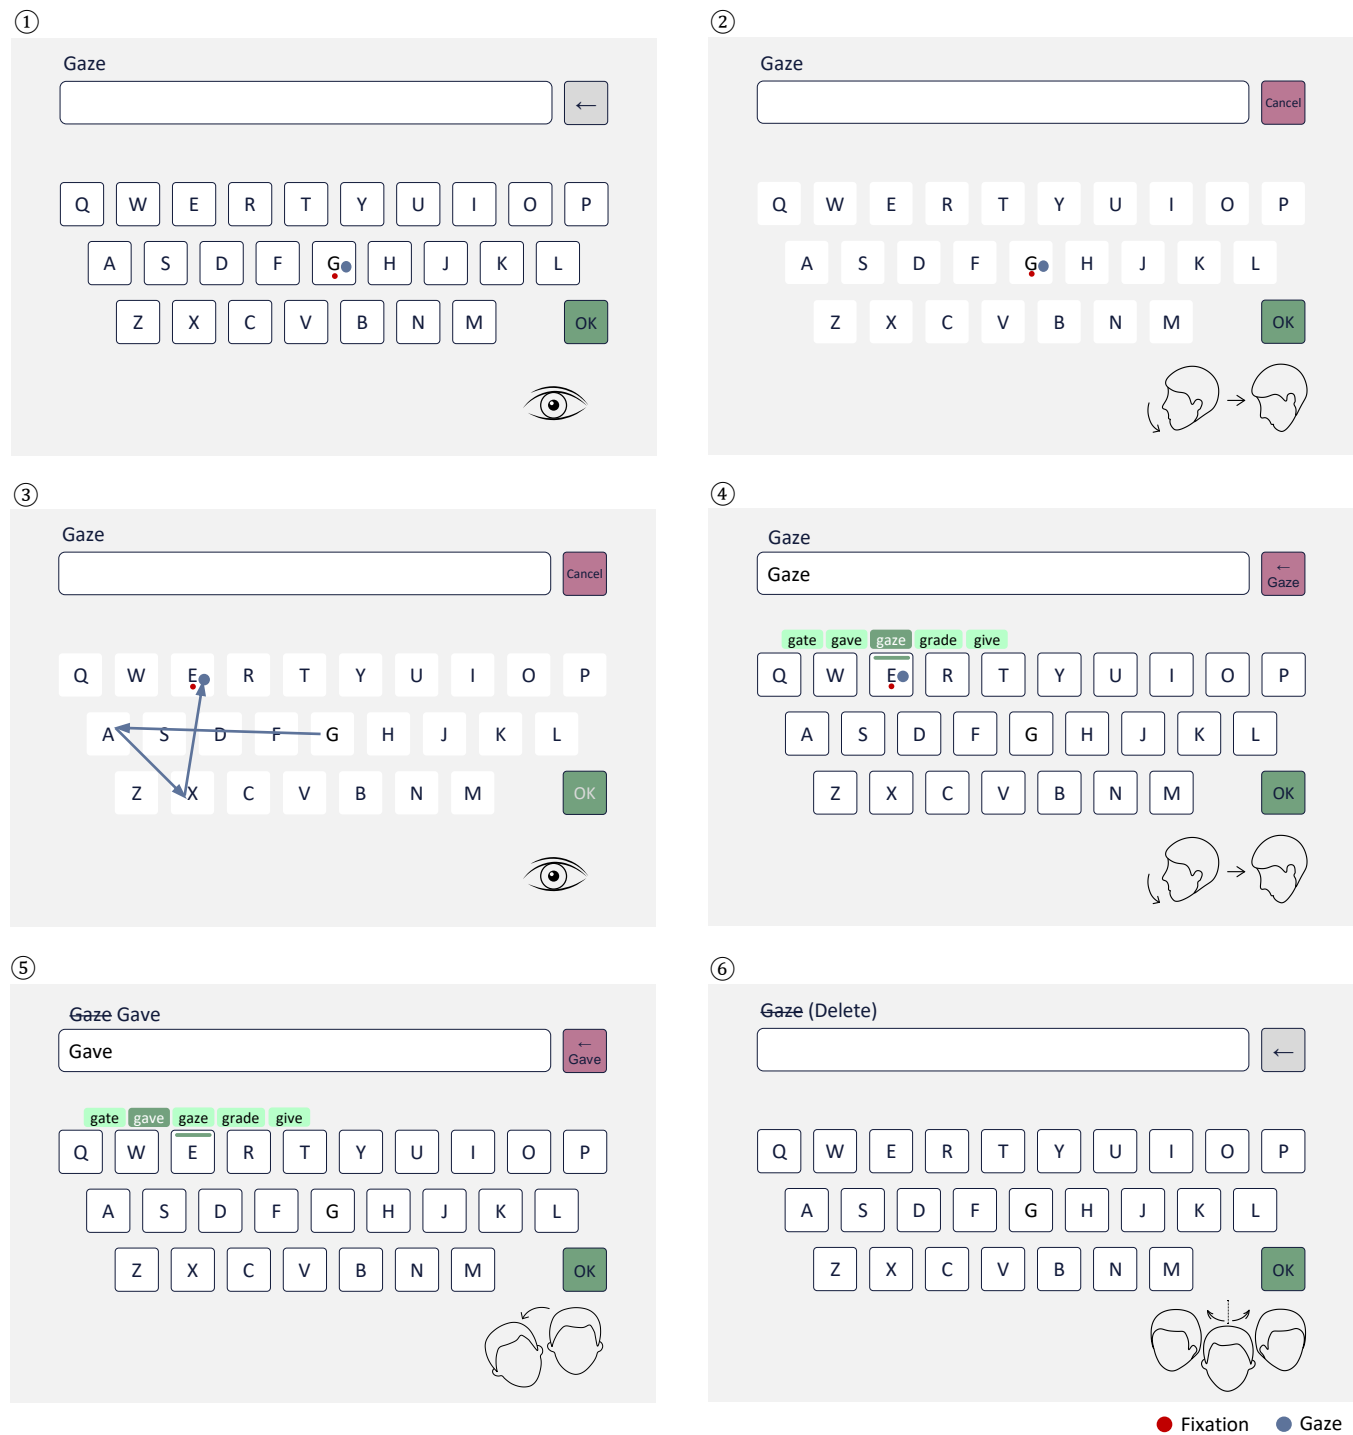 ①
Gaze
←
Q W E R T Y U I O P
A S D F G H J K L
Z X C V B N M OK
②
Gaze
Cancel
Q W E R T Y U I O P
A S D F G H J K L
Z X C V B N M OK
③
Gaze
Cancel
Q W E R T Y U I O P
A S D F G H J K L
Z X C V B N M OK
④
Gaze
Gaze ←
Gaze
gate gave gaze grade give
Q W E R T Y U I O P
A S D F G H J K L
Z X C V B N M OK
⑤
Gaze Gave
Gave ←
Gave
gate gave gaze grade give
Q W E R T Y U I O P
A S D F G H J K L
Z X C V B N M OK
⑥
Gaze (Delete)
←
Q W E R T Y U I O P
A S D F G H J K L
Z X C V B N M OK
Fixation Gaze